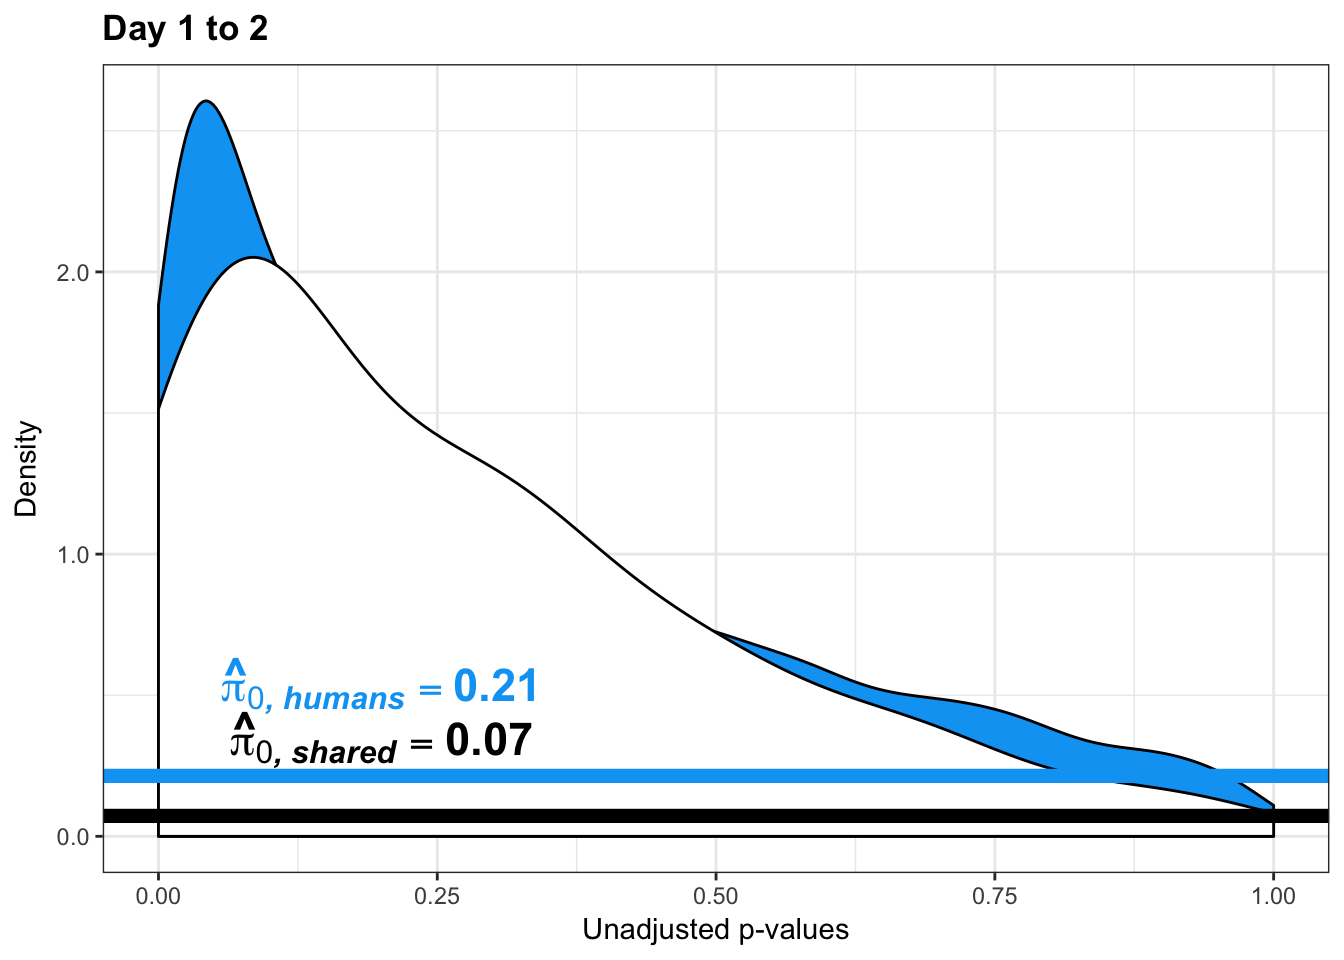 Day 1 to 2
Density
2.0
1.0
0.0
π̂0, humans = 0.21
π̂0, shared = 0.07
0.00 0.25 0.50 0.75 1.00
Unadjusted p-values